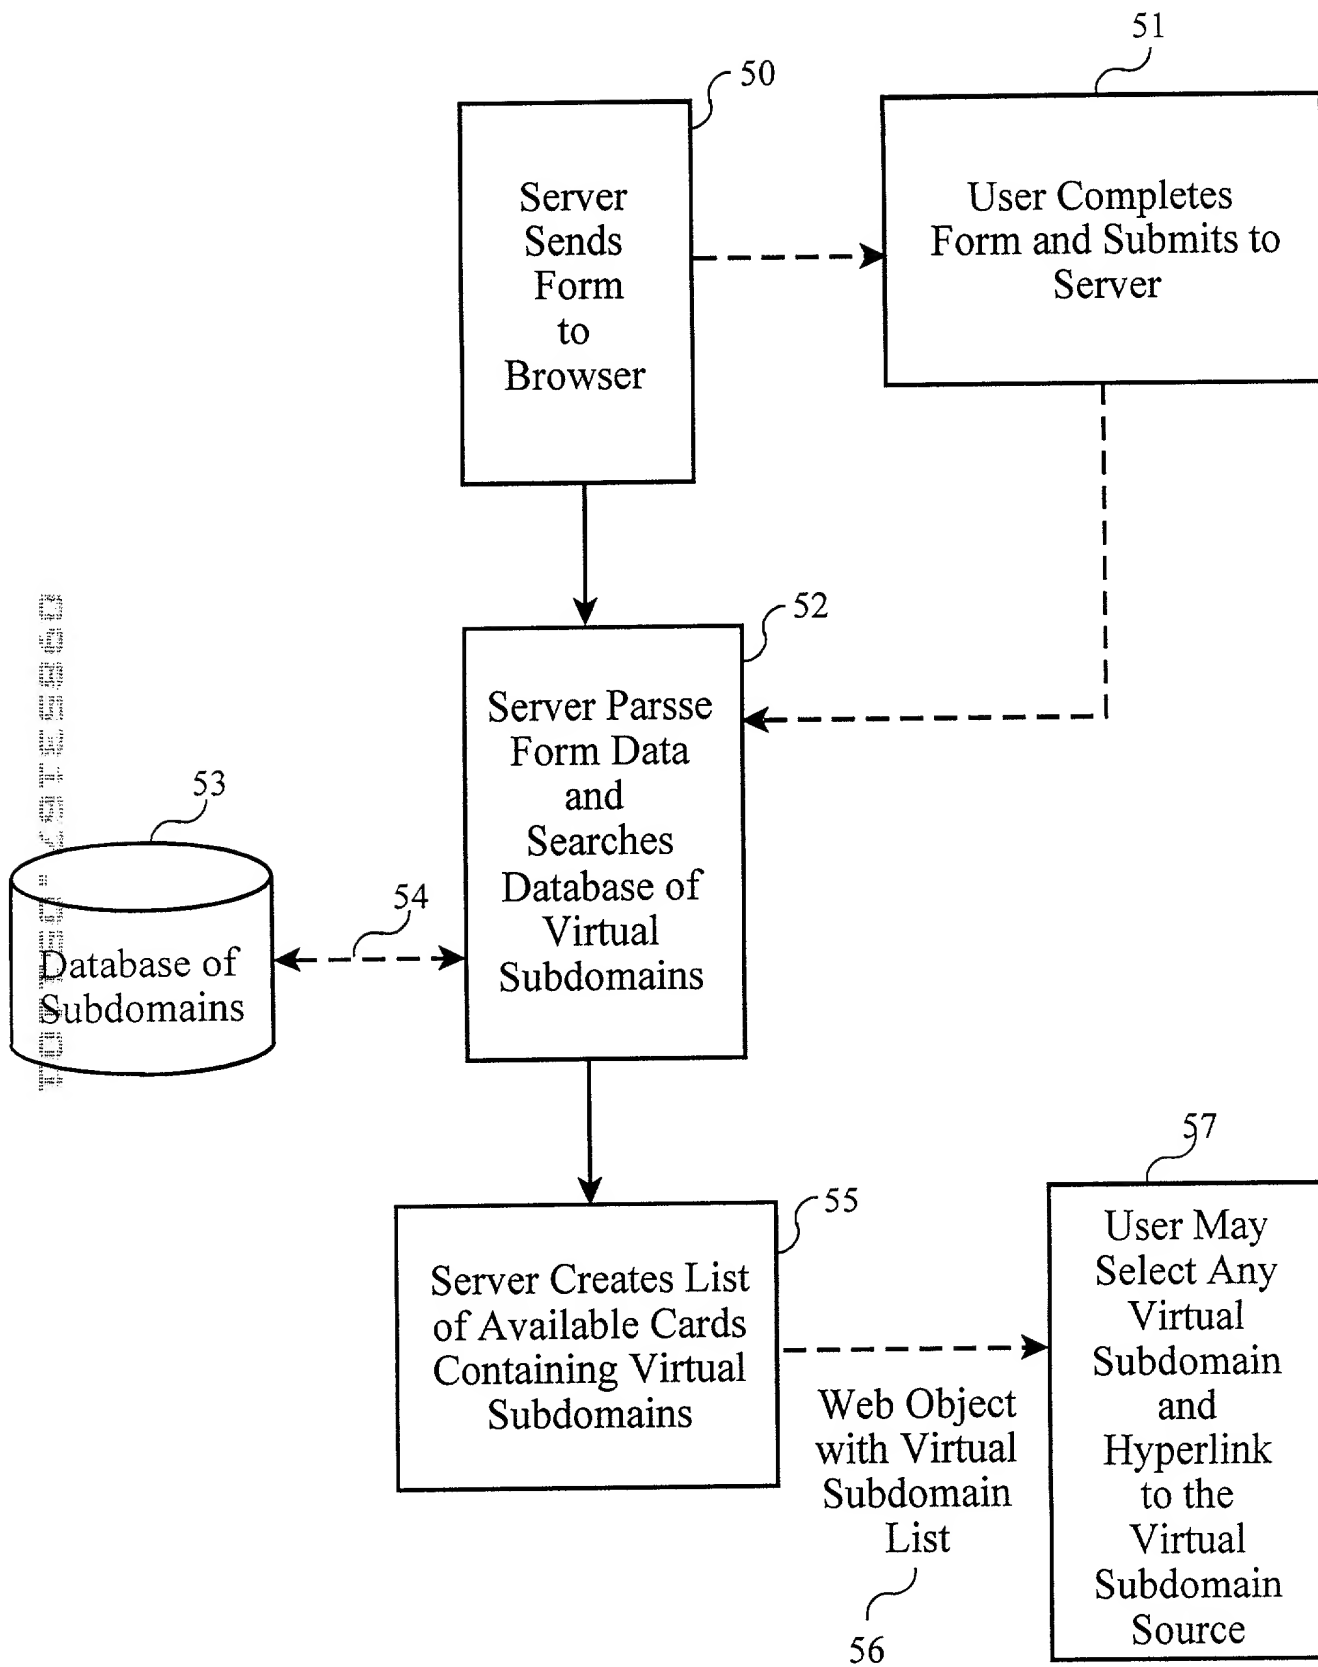 50
51
Server
Sends
Form
to
Browser
User Completes
Form and Submits to
Server
52
Server Parsse
Form Data
and
Searches
Database of
Virtual
Subdomains
53
Database of
Subdomains
54
55
Server Creates List
of Available Cards
Containing Virtual
Subdomains
Web Object
with Virtual
Subdomain
List
56
57
User May
Select Any
Virtual
Subdomain
and
Hyperlink
to the
Virtual
Subdomain
Source